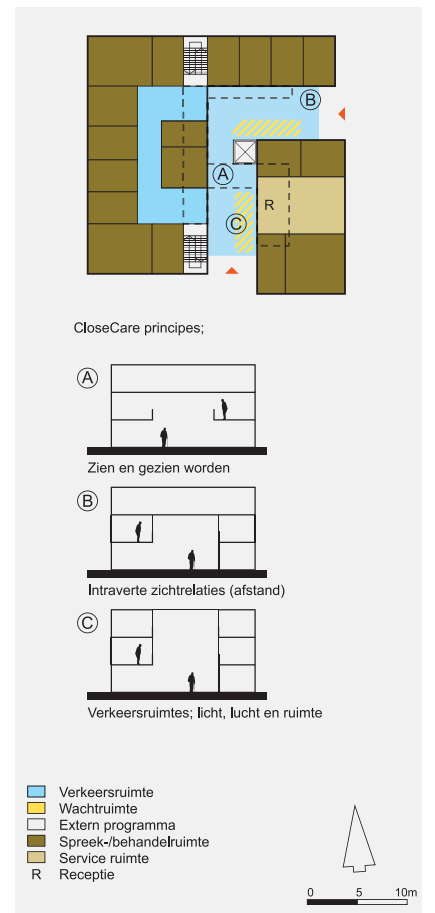 B
A
R
C
CloseCare principes;
A
Zien en gezien worden
B
Intraverte zichtrelaties (afstand)
C
Verkeersruimtes; licht, lucht en ruimte
Verkeersruimte
Wachtruimte
Extern programma
Spreek-/behandelruimte
Service ruimte
R Receptie
0 5 10m